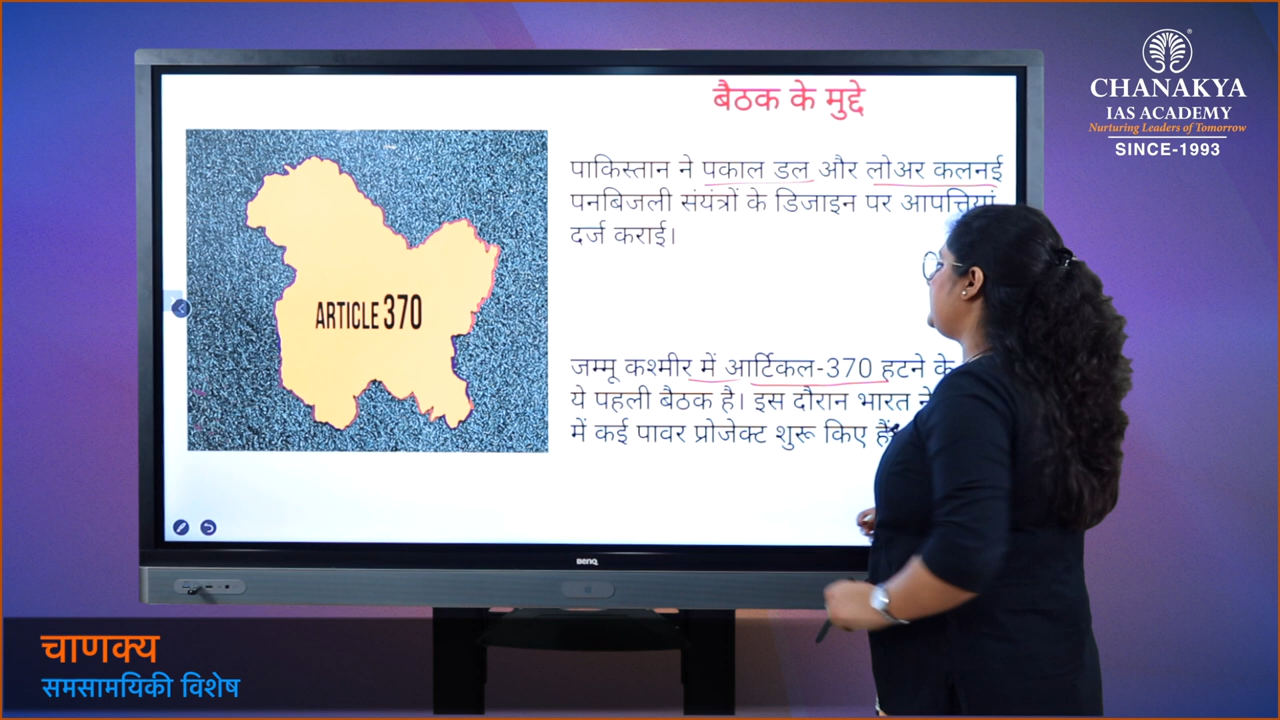 बैठक के मुद्दे
पाकिस्तान ने पकाल डल और लोअर कलनई
पनबिजली संयंत्रों के डिजाइन पर आपत्तियां
दर्ज कराई।
ARTICLE 370
जम्मू कश्मीर में आर्टिकल-370 हटने के
ये पहली बैठक है। इस दौरान भारत ने
में कई पावर प्रोजेक्ट शुरू किए हैं
BenQ
CHANAKYA
IAS ACADEMY
Nurturing Leaders of Tomorrow
SINCE-1993
चाणक्य
समसामयिकी विशेष